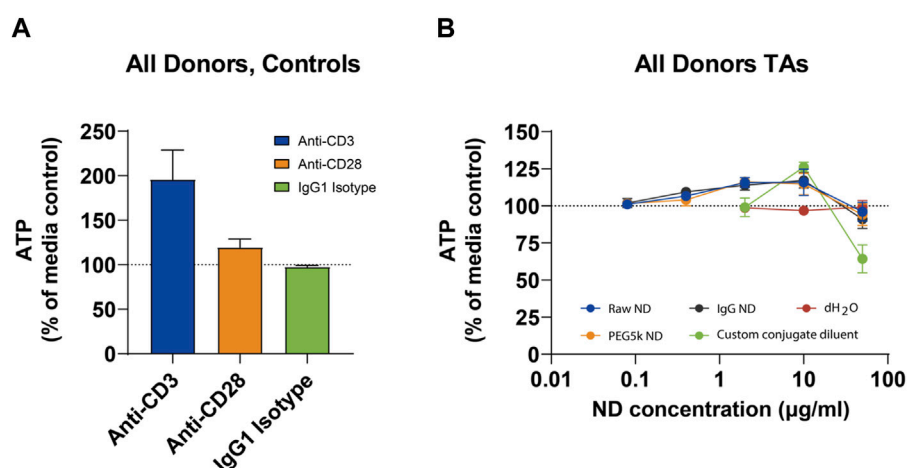 A
All Donors, Controls
ATP
(% of media control)
250
200
150
100
50
0
Anti-CD3
Anti-CD28
IgG1 Isotype
Anti-CD3
Anti-CD28
IgG1 Isotype
B
All Donors TAs
ATP
(% of media control)
150
125
100
75
50
25
0
Raw ND
IgG ND
dH2O
PEG5k ND
Custom conjugate diluent
0.01
0.1
1
10
100
ND concentration (µg/ml)